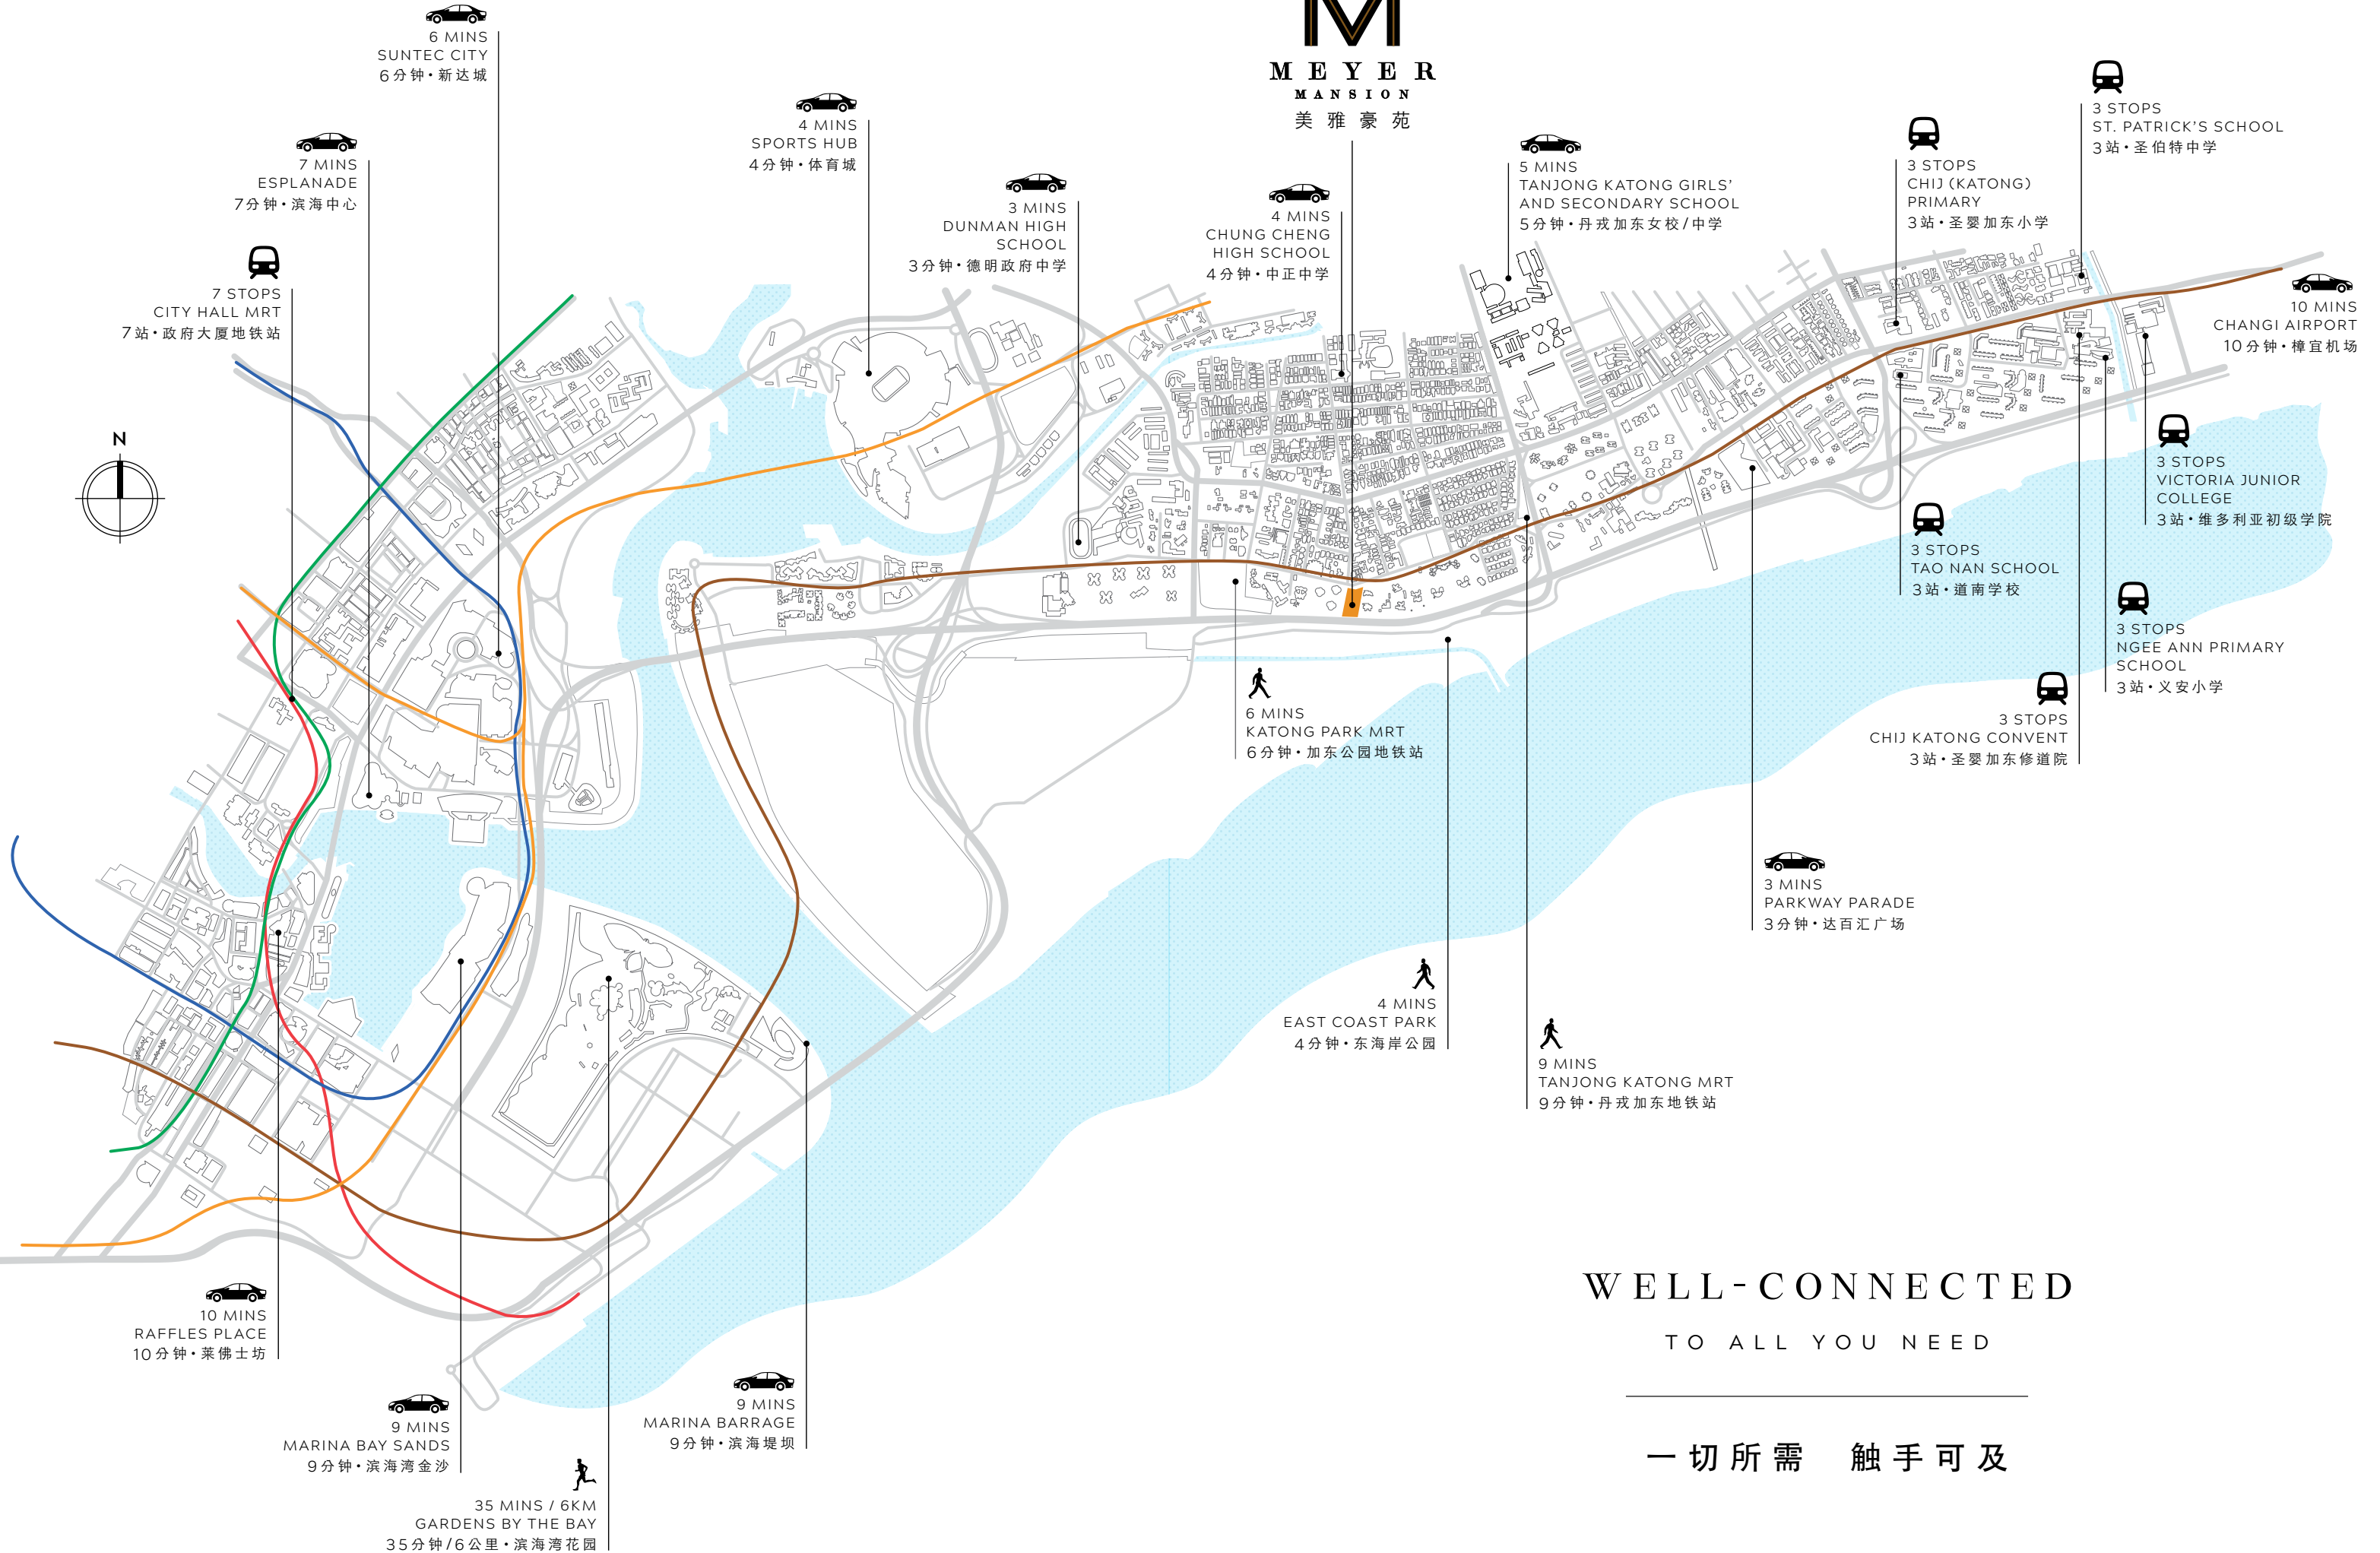 6 MINS
SUNTEC CITY
6分钟•新达城
7 MINS
ESPLANADE
7分钟•滨海中心
7 STOPS
CITY HALL MRT
7站•政府大厦地铁站
N
4 MINS
SPORTS HUB
4分钟•体育城
3 MINS
DUNMAN HIGH
SCHOOL
3分钟•德明政府中学
M
MEYER
MANSION
美雅豪苑
4 MINS
CHUNG CHENG
HIGH SCHOOL
4分钟•中正中学
5 MINS
TANJONG KATONG GIRLS'
AND SECONDARY SCHOOL
5分钟•丹戎加东女校/中学
3 STOPS
CHIJ (KATONG)
PRIMARY
3站•圣婴加东小学
3 STOPS
ST. PATRICK'S SCHOOL
3站•圣伯特中学
10 MINS
CHANGI AIRPORT
10分钟•樟宜机场
3 STOPS
VICTORIA JUNIOR
COLLEGE
3站•维多利亚初级学院
3 STOPS
TAO NAN SCHOOL
3站•道南学校
3 STOPS
NGEE ANN PRIMARY
SCHOOL
3站•义安小学
3 STOPS
CHIJ KATONG CONVENT
3站•圣婴加东修道院
6 MINS
KATONG PARK MRT
6分钟•加东公园地铁站
3 MINS
PARKWAY PARADE
3分钟•达百汇广场
4 MINS
EAST COAST PARK
4分钟•东海岸公园
9 MINS
TANJONG KATONG MRT
9分钟•丹戎加东地铁站
10 MINS
RAFFLES PLACE
10分钟•莱佛士坊
9 MINS
MARINA BAY SANDS
9分钟•滨海湾金沙
35 MINS / 6KM
GARDENS BY THE BAY
35分钟/6公里•滨海湾花园
9 MINS
MARINA BARRAGE
9分钟•滨海堤坝
WELL-CONNECTED
TO ALL YOU NEED
一切所需 触手可及